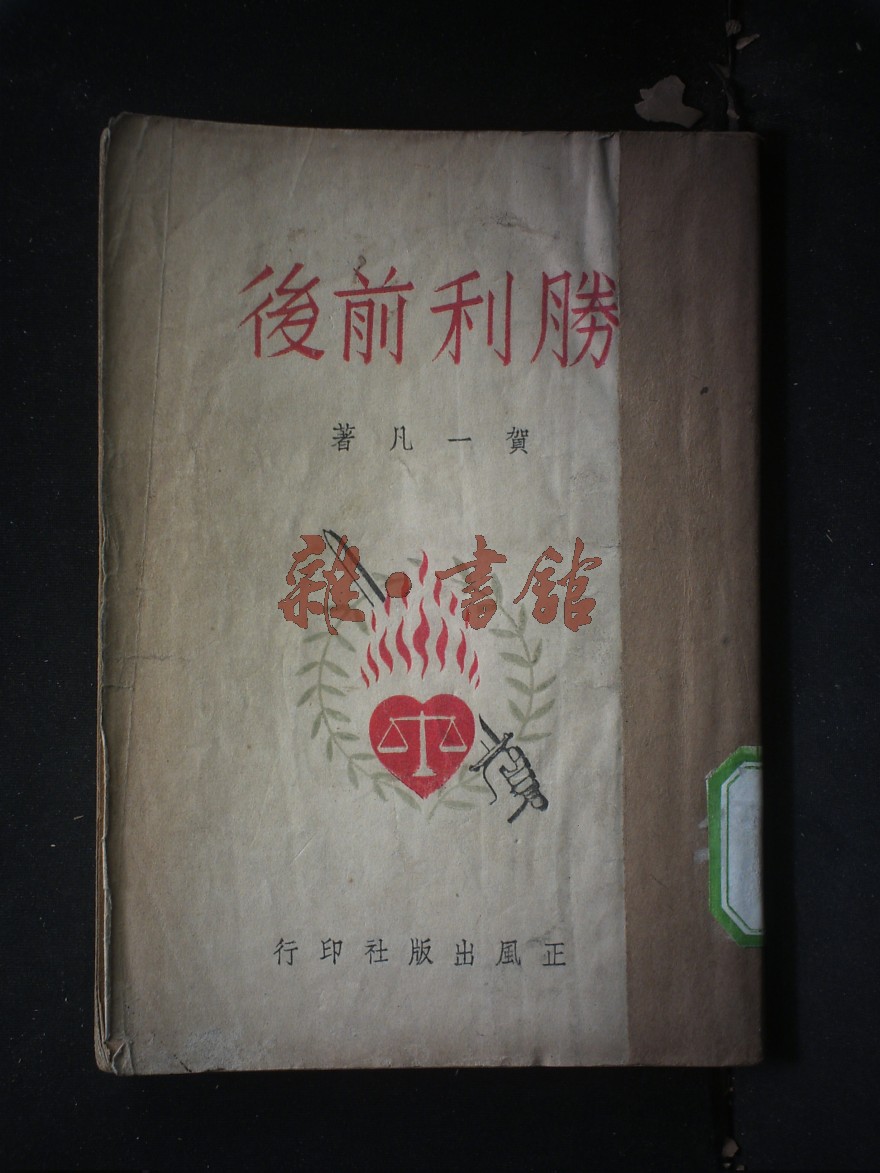 勝利前後
賀一凡著
雜·書館
正風出版社印行